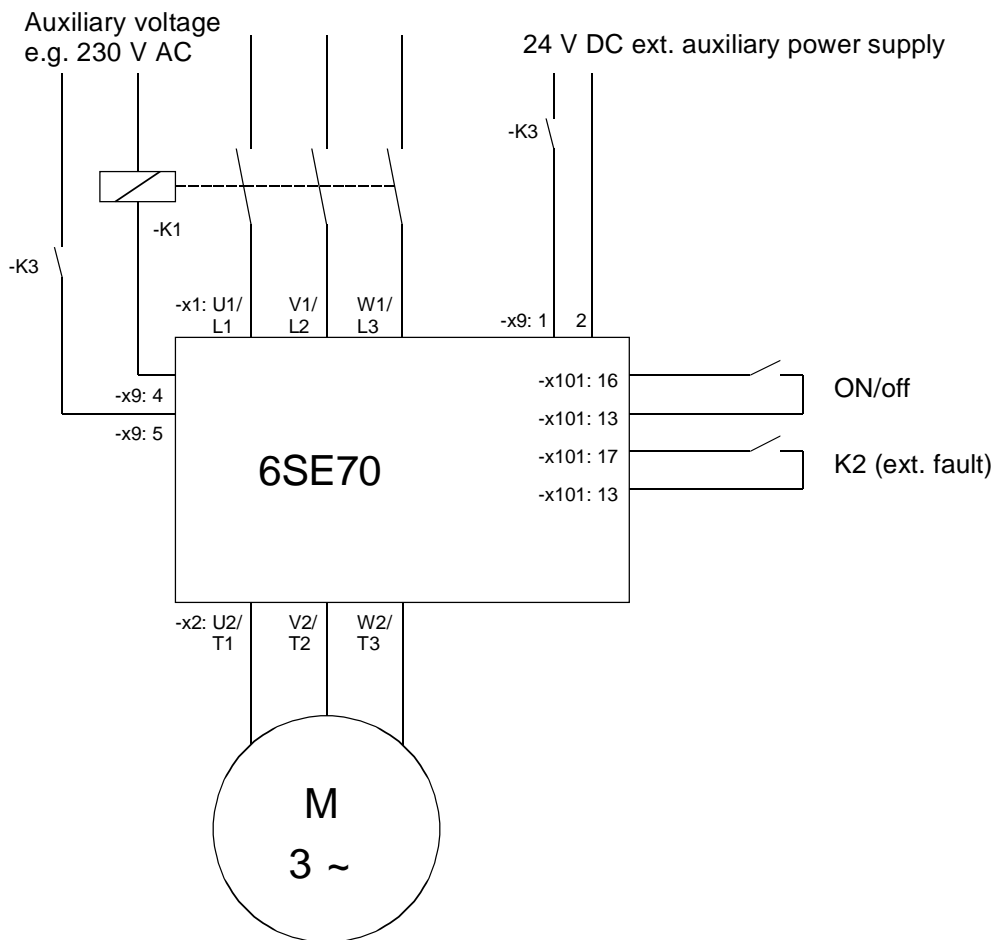 Auxiliary voltage
e.g. 230 V AC
24 V DC ext. auxiliary power supply
-K3
-K1
-K3
-x1: U1/
L1
V1/
L2
W1/
L3
-x9: 1
2
-x9: 4
-x9: 5
-x101: 16
-x101: 13
-x101: 17
-x101: 13
ON/off
K2 (ext. fault)
6SE70
-x2: U2/
T1
V2/
T2
W2/
T3
M
3 ~